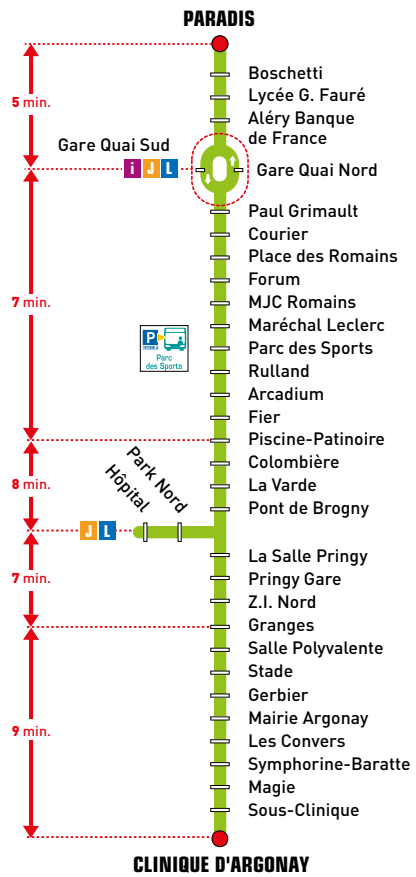 PARADIS
5 min.
Boschetti
Lycée G. Fauré
Aléry Banque
de France
Gare Quai Sud
i J L
Gare Quai Nord
7 min.
Paul Grimault
Courier
Place des Romains
Forum
MJC Romains
Maréchal Leclerc
P
Parc
des Sports
Parc des Sports
Rulland
Arcadium
Fier
Piscine-Patinoire
8 min.
Colombière
La Varde
Pont de Brogny
Park Nord
Hôpital
J L
7 min.
La Salle Pringy
Pringy Gare
Z.I. Nord
Granges
9 min.
Salle Polyvalente
Stade
Gerbier
Mairie Argonay
Les Convers
Symphorine-Baratte
Magie
Sous-Clinique
CLINIQUE D'ARGONAY